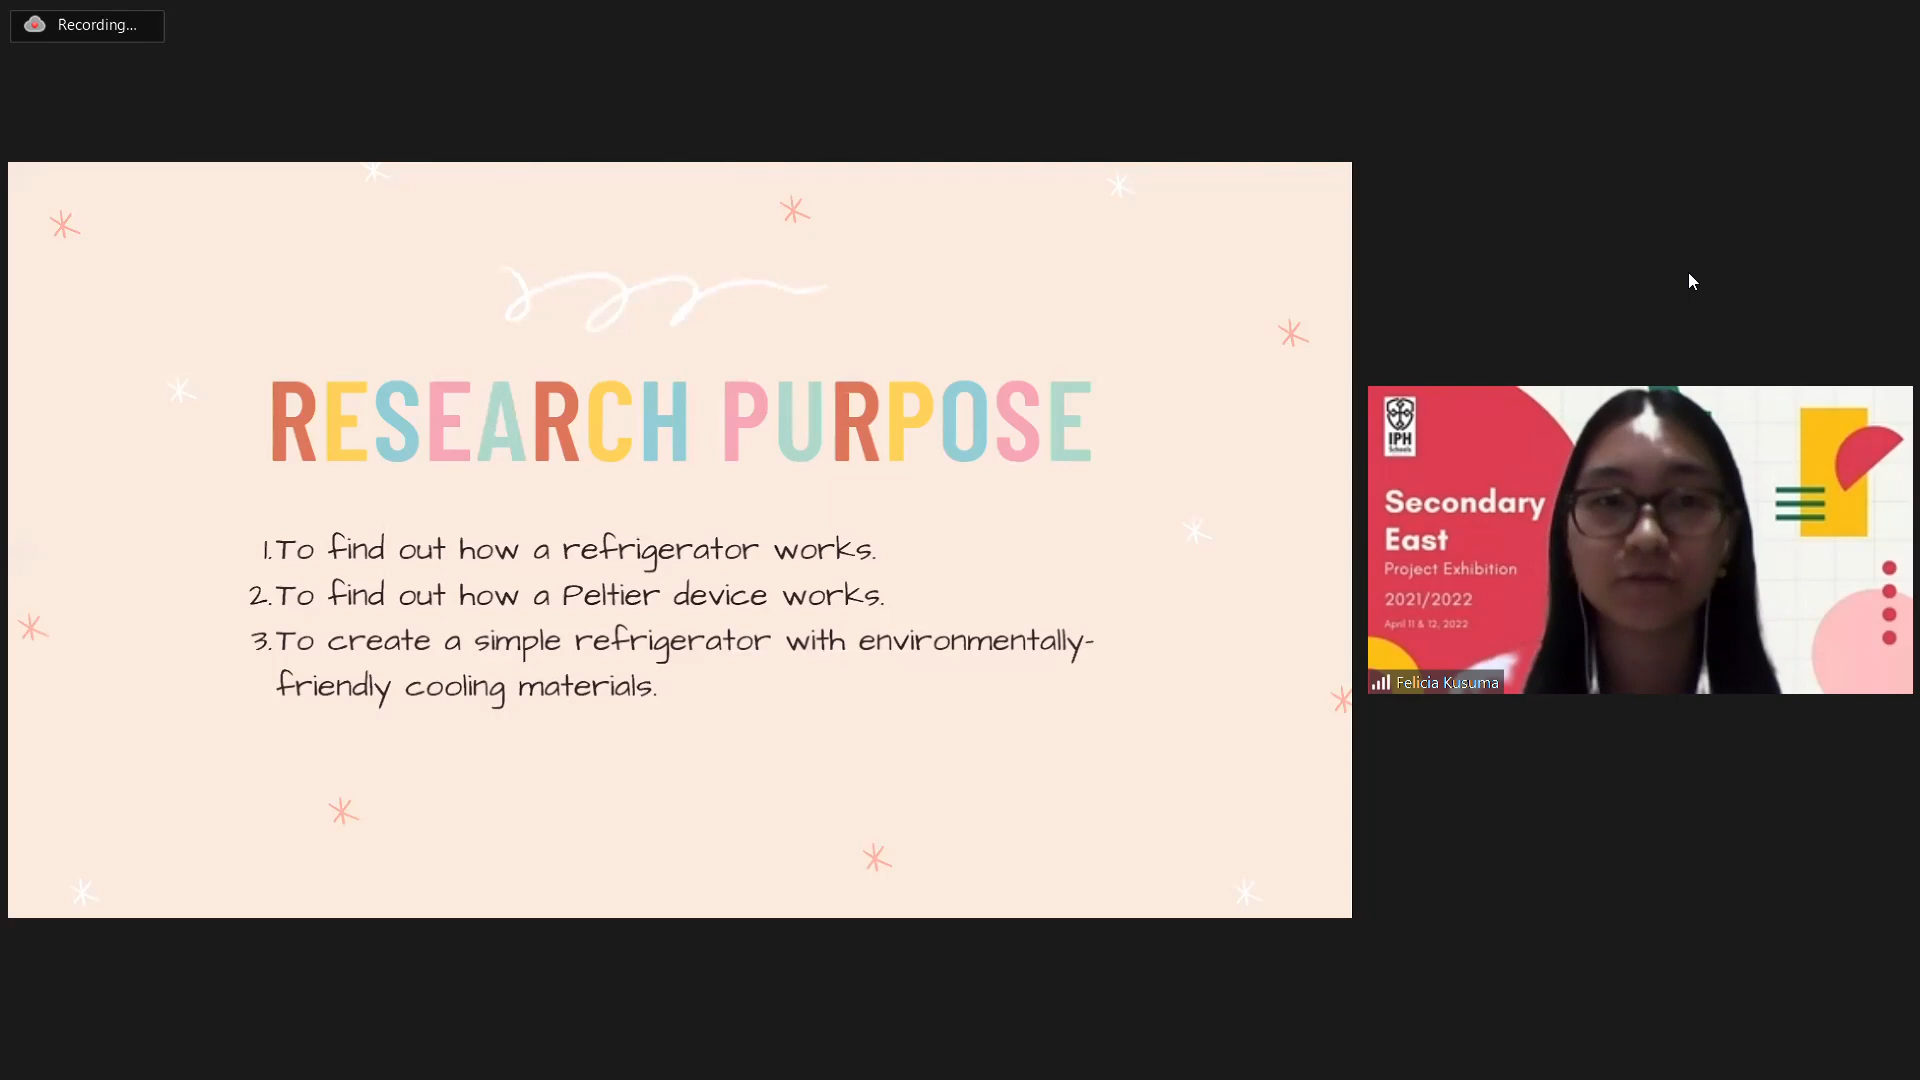 Recording...
RESEARCH PURPOSE
1.To find out how a refrigerator works.
2.To find out how a Peltier device works.
3.To create a simple refrigerator with environmentally-
friendly cooling materials.
IPH
Schools
Secondary
East
Project Exhibition
2021/2022
April 11 & 12, 2022
Felicia Kusuma